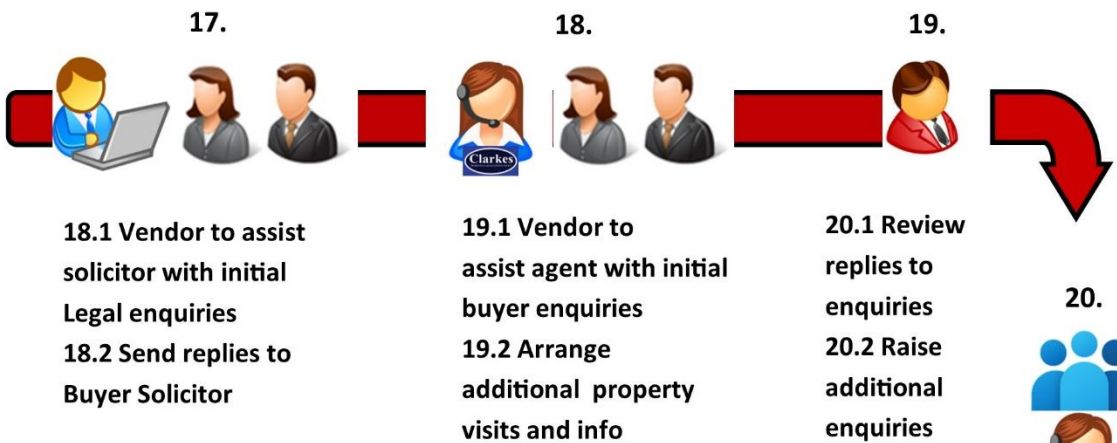 17.
18.
19.
Clarkes
18.1 Vendor to assist
solicitor with initial
Legal enquiries
18.2 Send replies to
Buyer Solicitor
19.1 Vendor to
assist agent with initial
buyer enquiries
19.2 Arrange
additional property
visits and info
20.1 Review
replies to
enquiries
20.2 Raise
additional
enquiries
20.